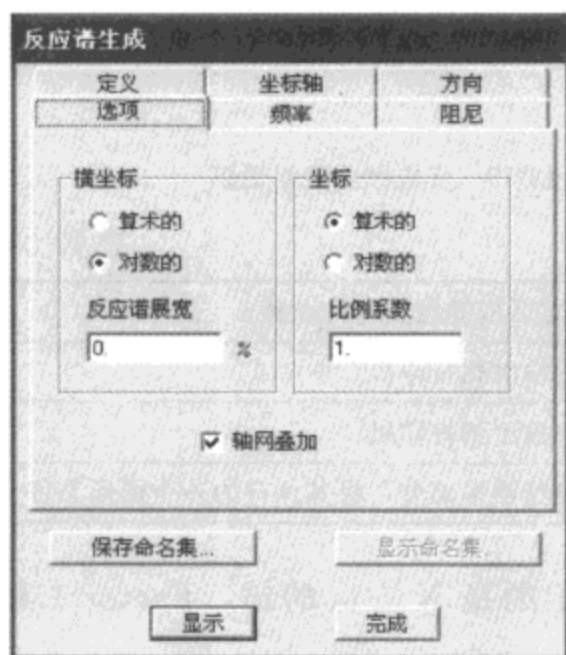 反应谱生成
定义 坐标轴 方向
选项 频率 阻尼
横坐标 坐标
算术的 算术的
对数的 对数的
反应谱展宽 比例系数
0. % 1.
轴网叠加
保存命名集... 显示命名集...
显示 完成